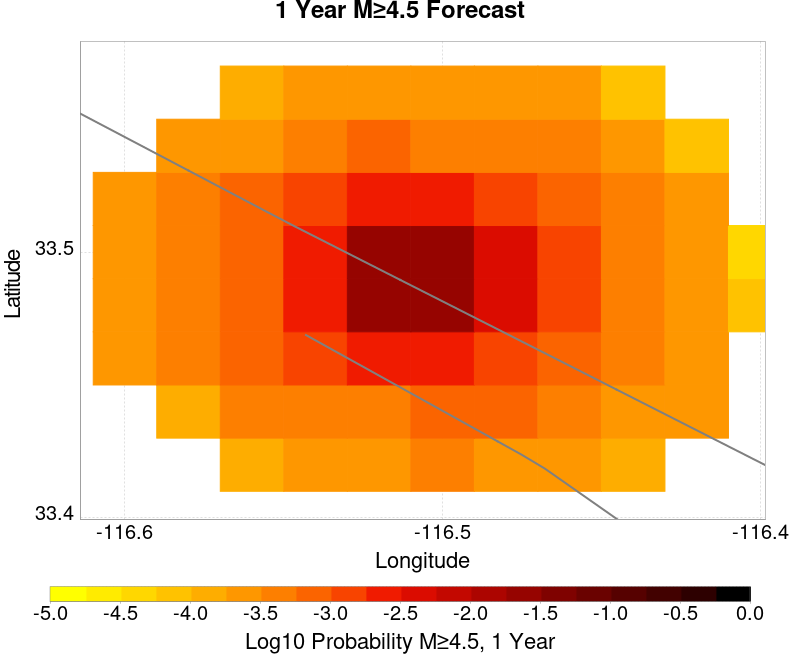 1 Year M≥4.5 Forecast
Latitude
33.5
33.4
-116.6 -116.5 -116.4
Longitude
-5.0 -4.5 -4.0 -3.5 -3.0 -2.5 -2.0 -1.5 -1.0 -0.5 0.0
Log10 Probability M≥4.5, 1 Year